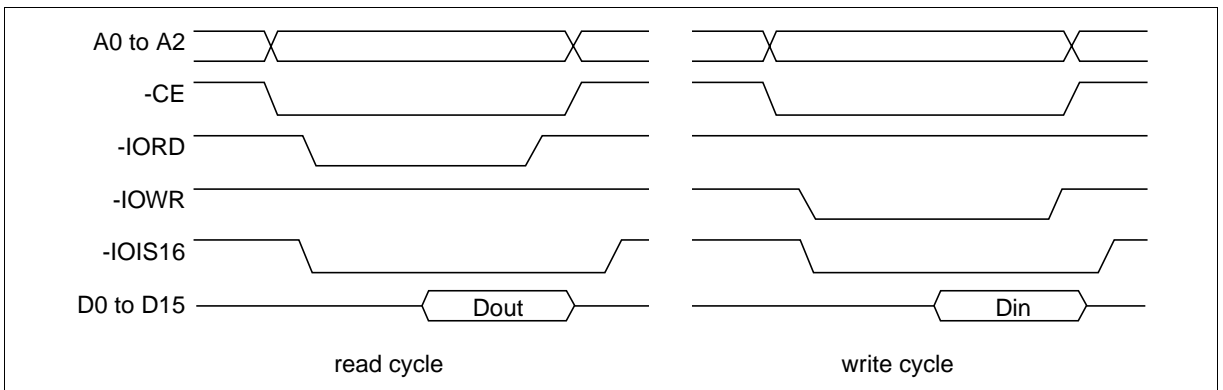 A0 to A2
-CE
-IORD
-IOWR
-IOIS16
D0 to D15 Dout Din
read cycle write cycle